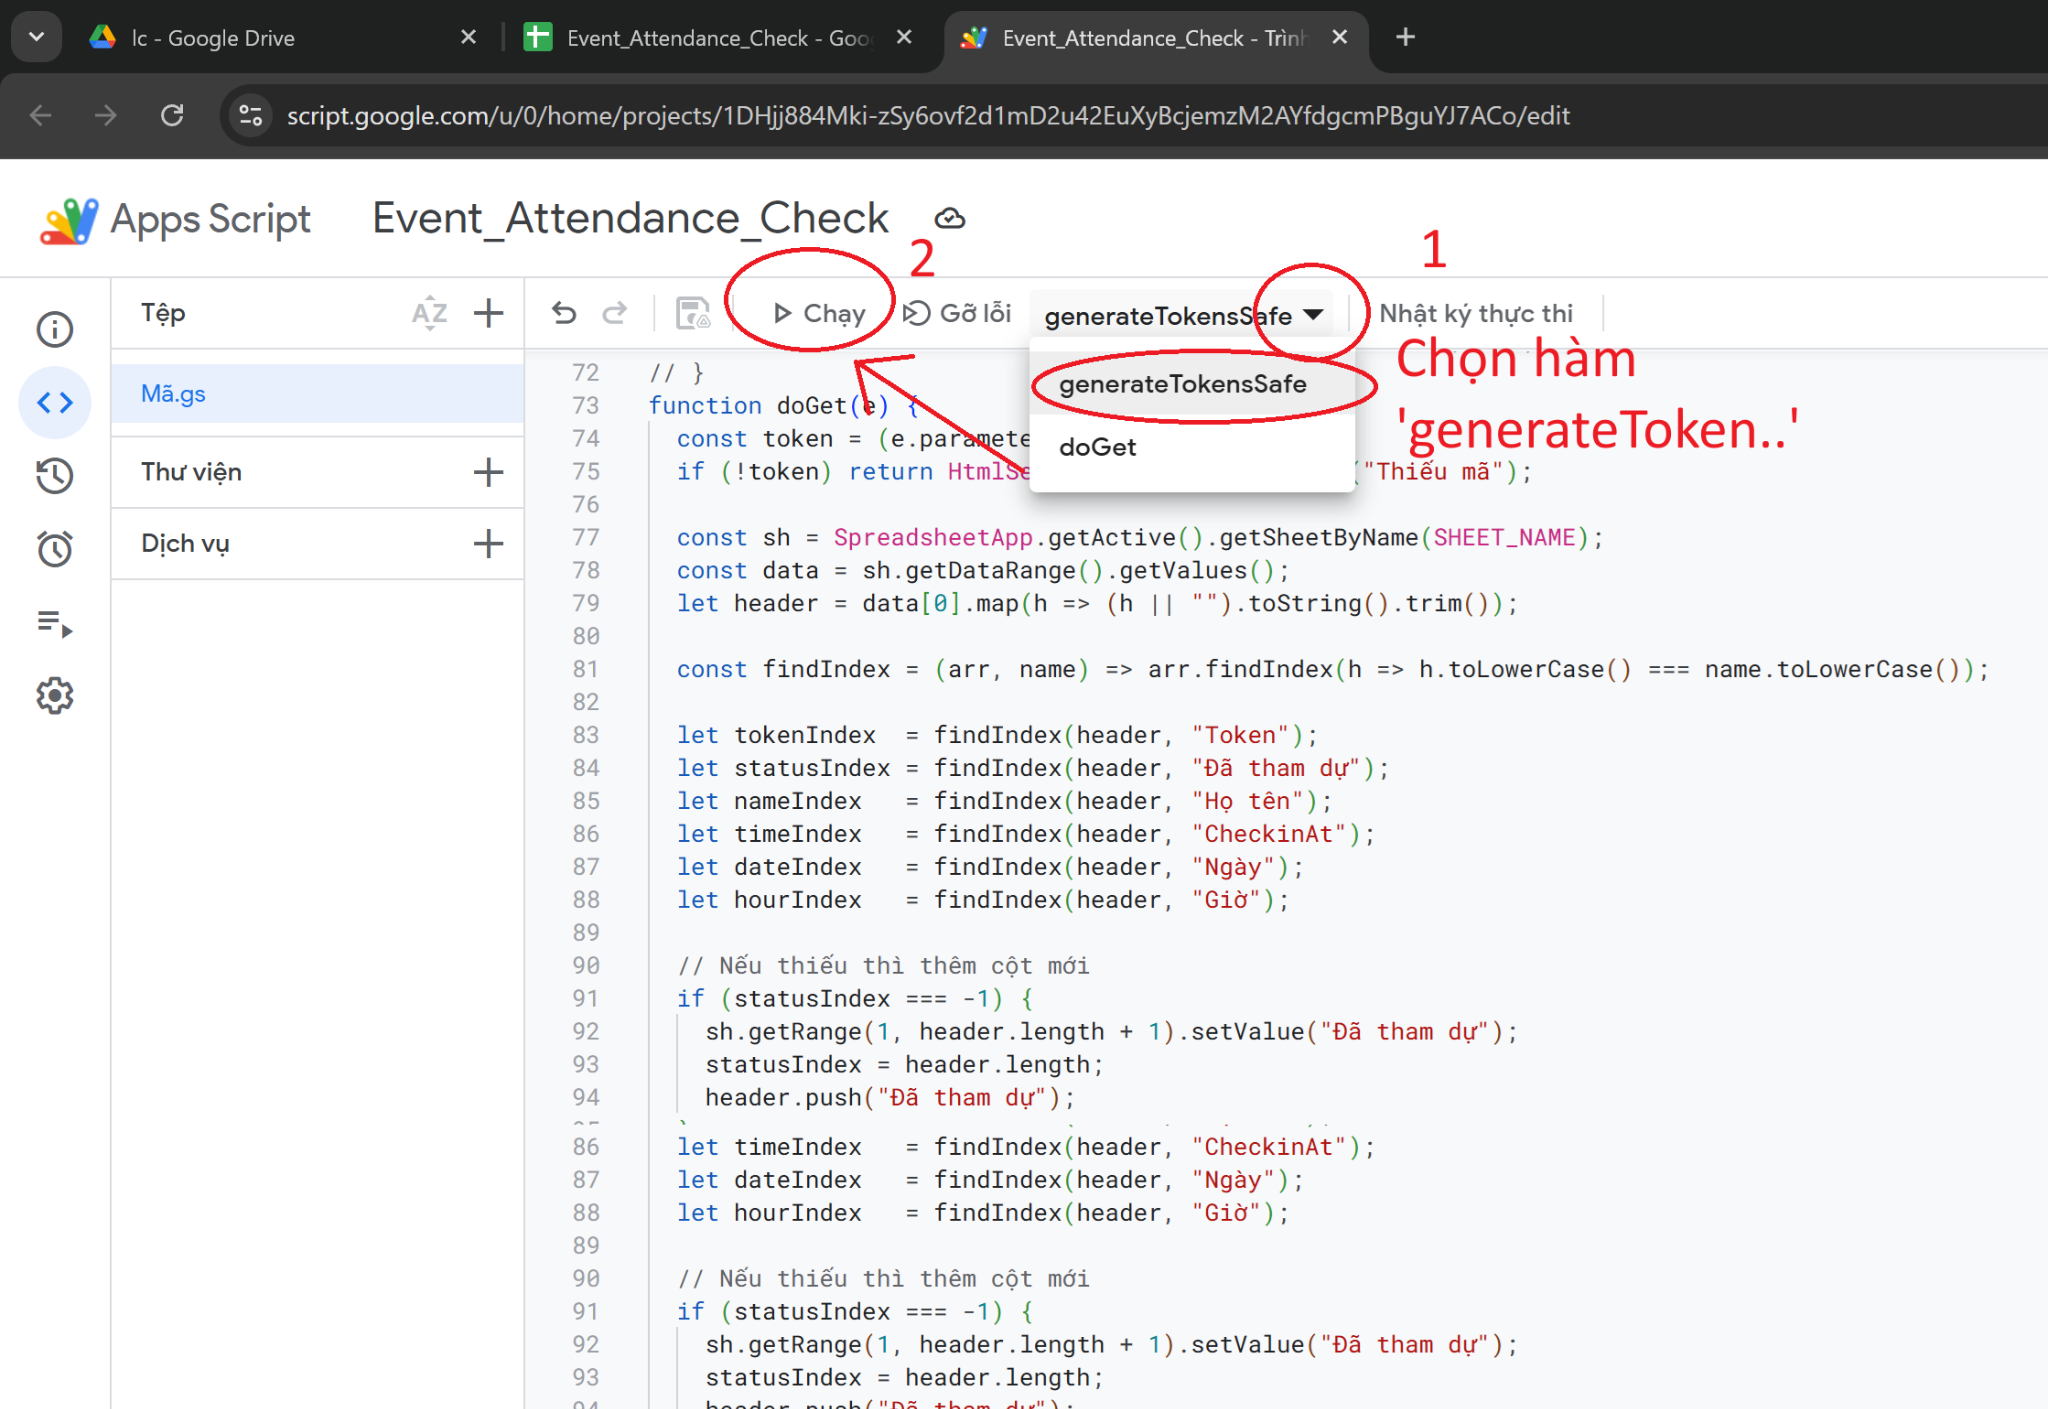 lc - Google Drive
Event_Attendance_Check - Goo
Event_Attendance_Check - Trình
script.google.com/u/0/home/projects/1DHjj884Mki-zSy6ovf2d1mD2u42EuXyBcjemzM2AYfdgcmPBguYJ7ACo/edit
Apps Script
Event_Attendance_Check
2
1
Tệp
AZ
Chạy
Gỡ lỗi
generateTokensSafe
Nhật ký thực thi
Chọn hàm
'generateToken..'
generateTokensSafe
doGet
Mã.gs
Thư viện
Dịch vụ
72 // }
73 function doGet(e) {
74 const token = (e.paramete
75 if (!token) return HtmlSe ("Thiếu mã");
76
77 const sh = SpreadsheetApp.getActive().getSheetByName(SHEET_NAME);
78 const data = sh.getDataRange().getValues();
79 let header = data[0].map(h => (h || "").toString().trim());
80
81 const findIndex = (arr, name) => arr.findIndex(h => h.toLowerCase() === name.toLowerCase());
82
83 let tokenIndex = findIndex(header, "Token");
84 let statusIndex = findIndex(header, "Đã tham dự");
85 let nameIndex = findIndex(header, "Họ tên");
86 let timeIndex = findIndex(header, "CheckinAt");
87 let dateIndex = findIndex(header, "Ngày");
88 let hourIndex = findIndex(header, "Giờ");
89
90 // Nếu thiếu thì thêm cột mới
91 if (statusIndex === -1) {
92 sh.getRange(1, header.length + 1).setValue("Đã tham dự");
93 statusIndex = header.length;
94 header.push("Đã tham dự");
86 let timeIndex = findIndex(header, "CheckinAt");
87 let dateIndex = findIndex(header, "Ngày");
88 let hourIndex = findIndex(header, "Giờ");
89
90 // Nếu thiếu thì thêm cột mới
91 if (statusIndex === -1) {
92 sh.getRange(1, header.length + 1).setValue("Đã tham dự");
93 statusIndex = header.length;
94 header.push("Đã tham dự");